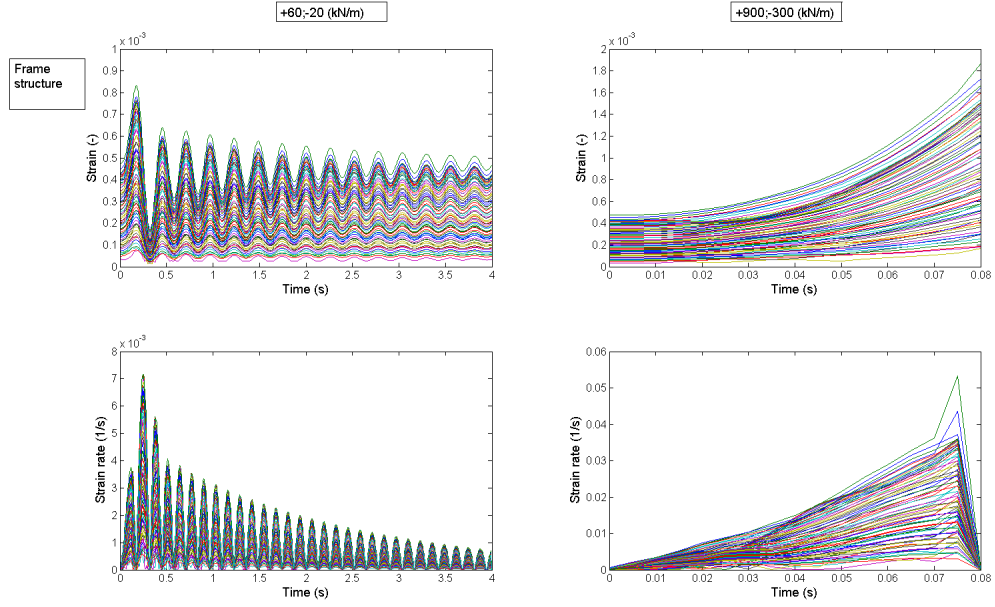 +60;-20 (kN/m)
+900;-300 (kN/m)
Frame
structure
x 10⁻³
1
0.9
0.8
0.7
0.6
0.5
0.4
0.3
0.2
0.1
0
Strain (-)
0 0.5 1 1.5 2 2.5 3 3.5 4
Time (s)
x 10⁻³
2
1.8
1.6
1.4
1.2
1
0.8
0.6
0.4
0.2
0
Strain (-)
0 0.01 0.02 0.03 0.04 0.05 0.06 0.07 0.08
Time (s)
x 10⁻³
8
7
6
5
4
3
2
1
0
Strain rate (1/s)
0 0.5 1 1.5 2 2.5 3 3.5 4
Time (s)
0.06
0.05
0.04
0.03
0.02
0.01
0
Strain rate (1/s)
0 0.01 0.02 0.03 0.04 0.05 0.06 0.07 0.08
Time (s)